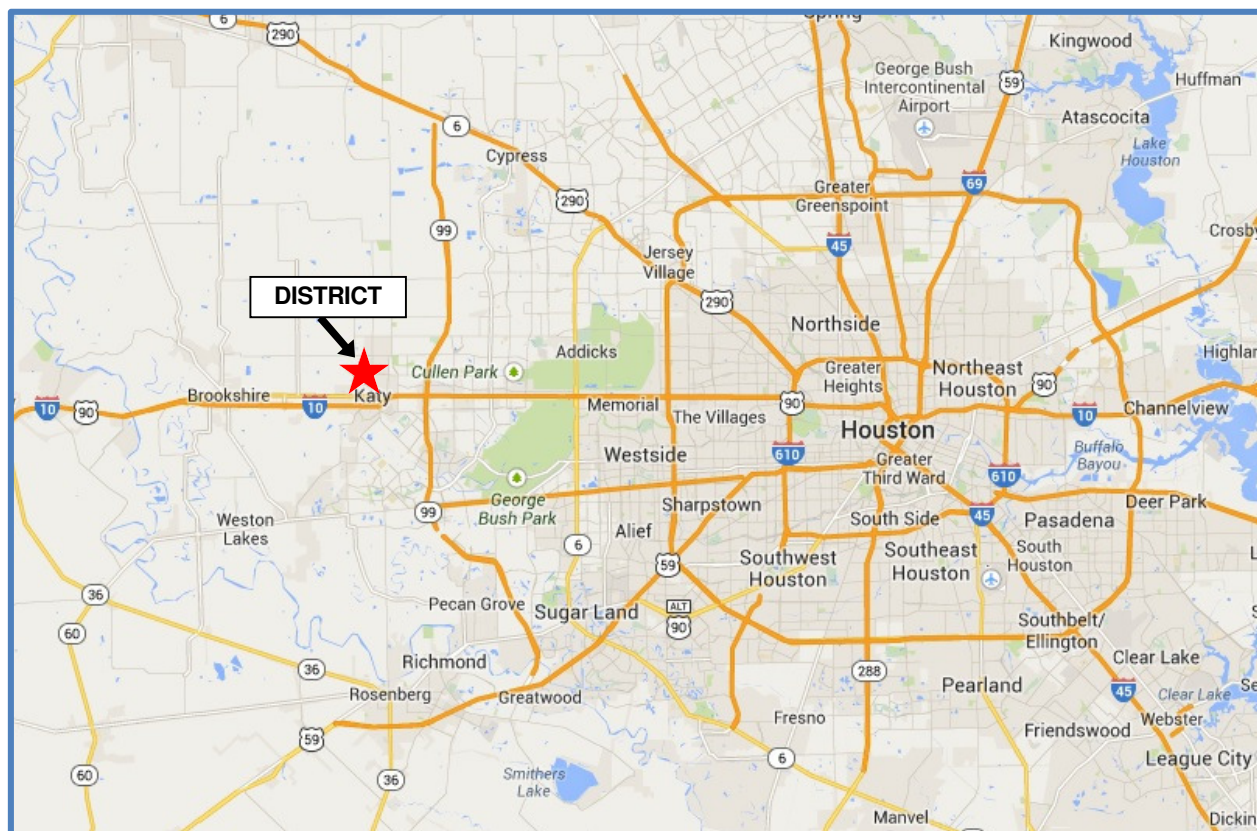 6
290
Spring
Kingwood
George Bush
Intercontinental
Airport
59
Huffman
Atascocita
6
Cypress
Lake
Houston
290
Greater
Greenspoint
69
99
45
Crosby
Jersey
Village
DISTRICT
290
Northside
Addicks
Cullen Park
Greater
Heights
Northeast
Houston
90
Brookshire
Katy
10
90
10
Memorial
90
The Villages
10
Channelview
Houston
Westside
610
Buffalo
Bayou
Greater
Third Ward
610
George
Bush Park
Sharpstown
Deer Park
99
Weston
Lakes
Alief
South Side
45
Pasadena
6
59
Southwest
Houston
Southeast
Houston
South
Houston
36
Pecan Grove
Sugar Land
ALT
90
60
Southbelt/
Ellington
36
Richmond
288
Clear Lake
Rosenberg
Greatwood
Pearland
45
Clear Lake
Webster
59
Fresno
Friendswood
60
36
Smithers
Lake
6
League City
Manvel